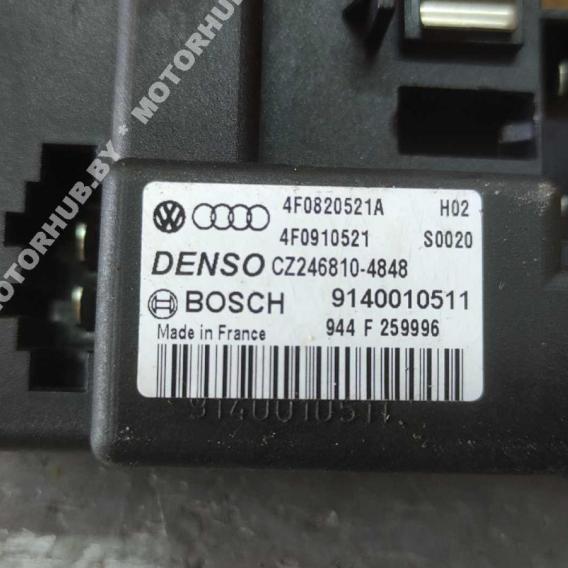 MOTORHUB.BY * MOTORHUB.BY
4F0820521A H02
4F0910521 S0020
DENSO CZ246810-4848
BOSCH 9140010511
Made in France 944 F 259996
9140010511